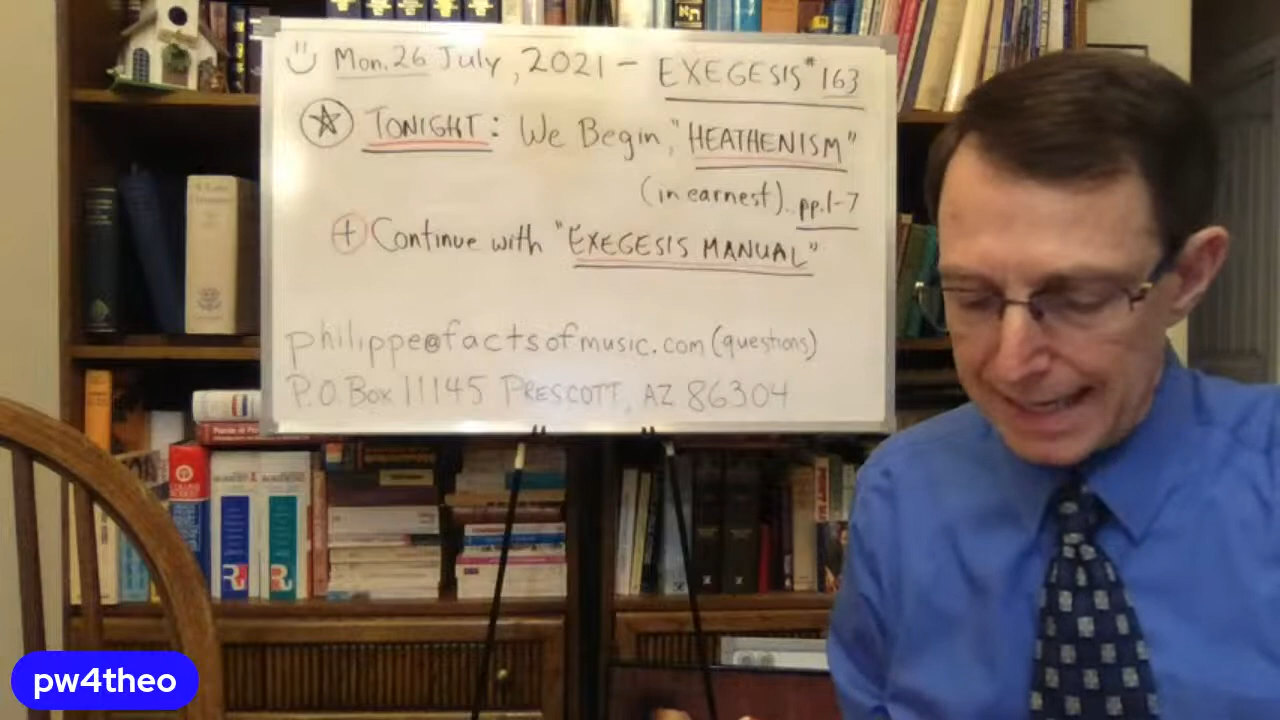 Mon. 26 July, 2021 – EXEGESIS #163
TONIGHT: We Begin, "HEATHENISM"
(in earnest).. pp. 1-7
+ Continue with "EXEGESIS MANUAL"
philippe@factsofmusic.com (questions)
P.O. Box 11145 PRESCOTT, AZ 86304
pw4theo